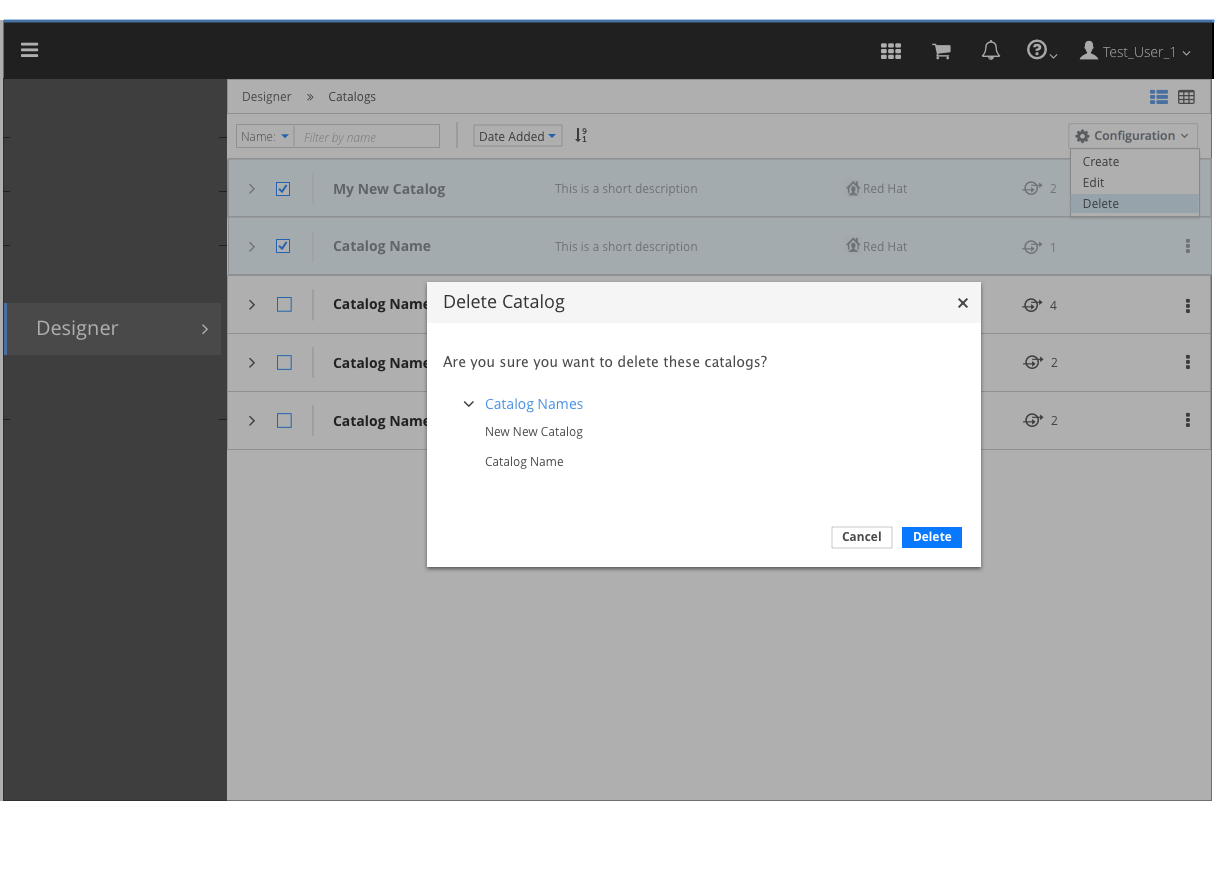 Test_User_1
Designer » Catalogs
Name: Filter by name Date Added 9 1 Configuration
Create
Edit
Delete
My New Catalog This is a short description Red Hat 2
Catalog Name This is a short description Red Hat 1
Catalog Name 4
Catalog Name 2
Catalog Name 2
Designer
Delete Catalog
Are you sure you want to delete these catalogs?
Catalog Names
New New Catalog
Catalog Name
Cancel Delete